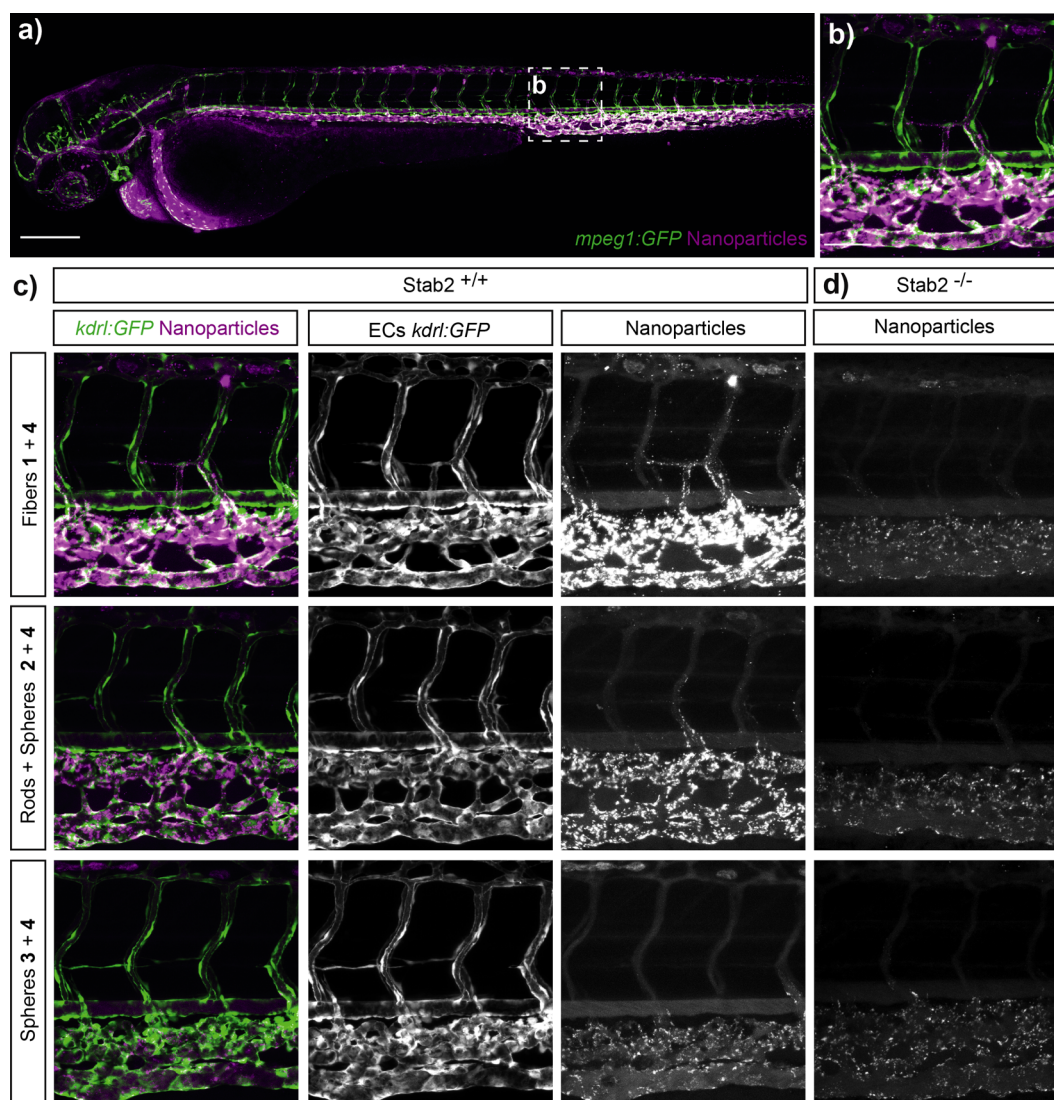 a)
b
mpeg1:GFP Nanoparticles
b)
c)
Stab2 +/+
d)
Stab2 -/-
kdrl:GFP Nanoparticles
ECs kdrl:GFP
Nanoparticles
Nanoparticles
Fibers 1 + 4
Rods + Spheres 2 + 4
Spheres 3 + 4